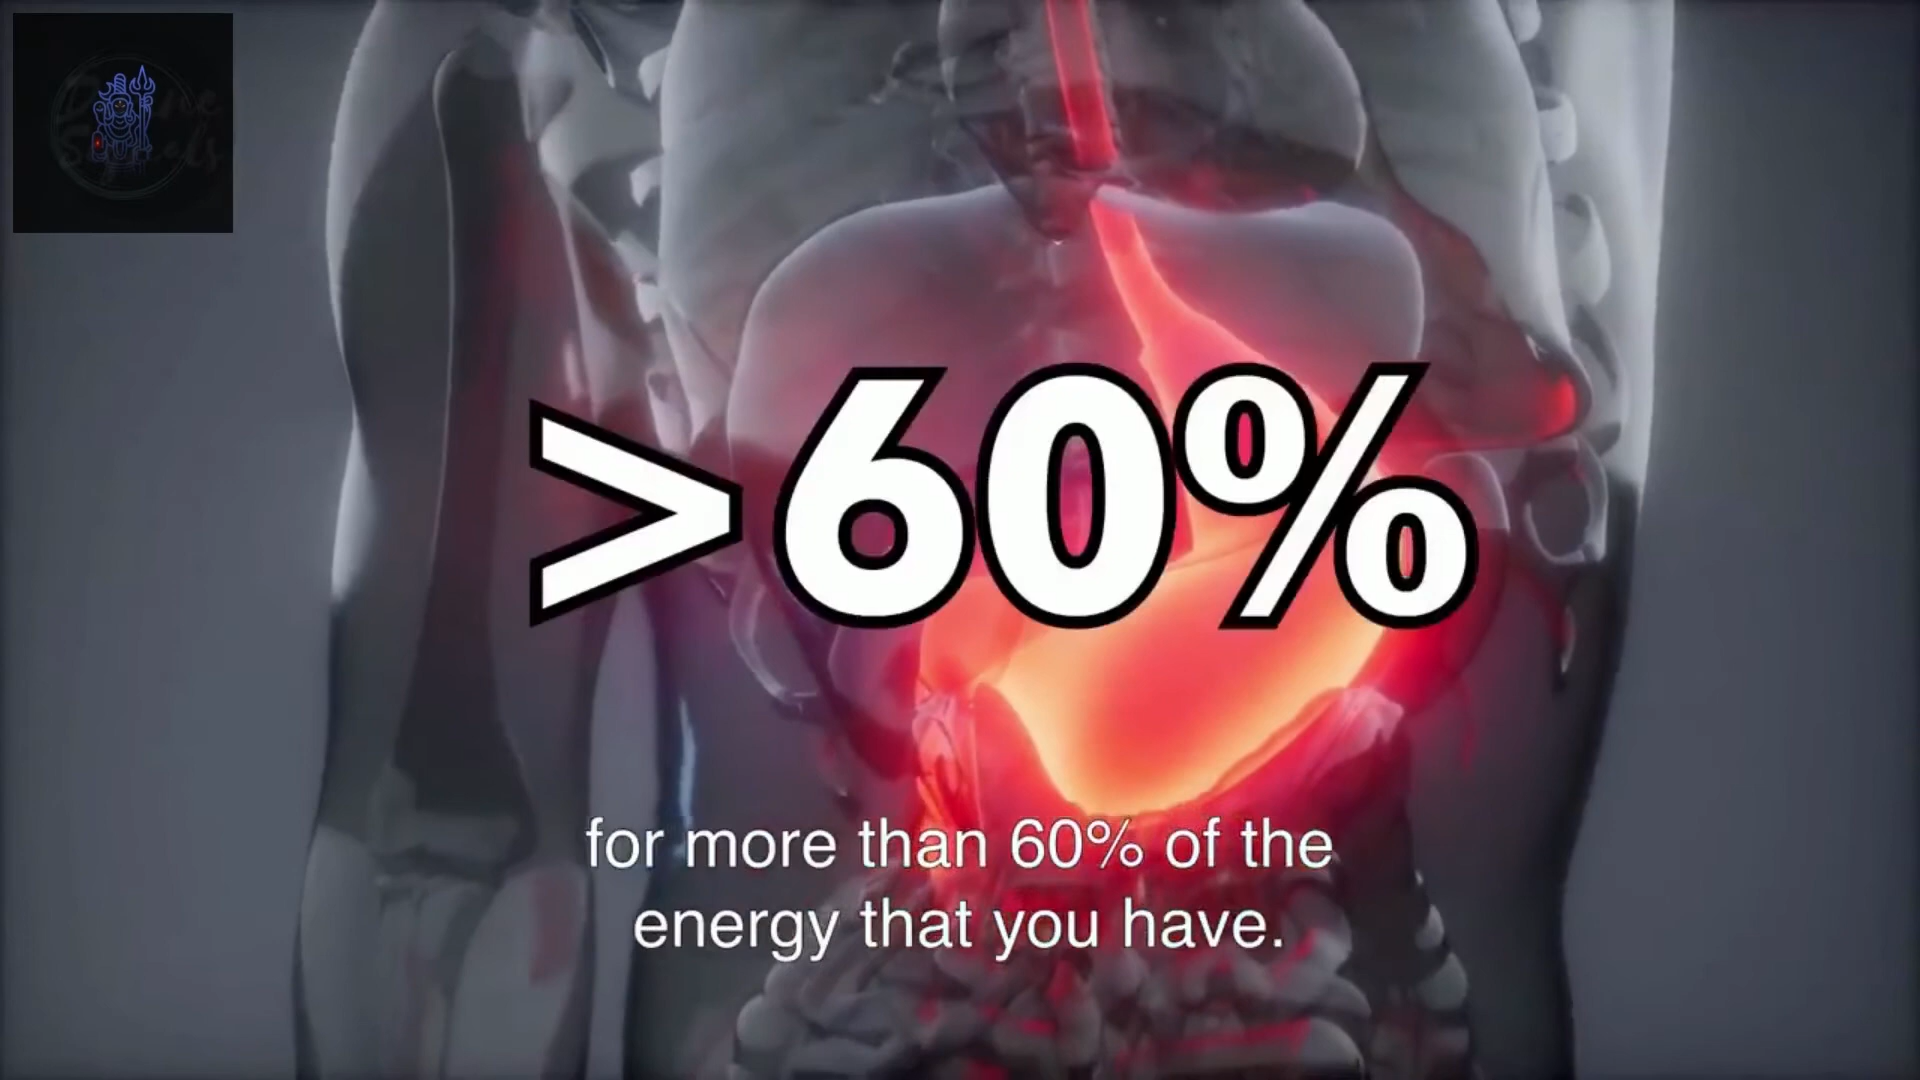 >60%
for more than 60% of the
energy that you have.